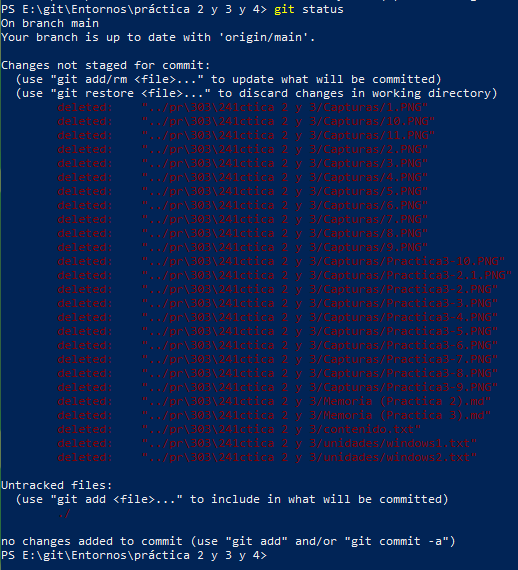 PS E:\git\Entornos\práctica 2 y 3 y 4> git status
On branch main
Your branch is up to date with 'origin/main'.
Changes not staged for commit:
(use "git add/rm <file>..." to update what will be committed)
(use "git restore <file>..." to discard changes in working directory)
deleted: "../pr\303\241ctica 2 y 3/Capturas/1.PNG"
deleted: "../pr\303\241ctica 2 y 3/Capturas/10.PNG"
deleted: "../pr\303\241ctica 2 y 3/Capturas/11.PNG"
deleted: "../pr\303\241ctica 2 y 3/Capturas/2.PNG"
deleted: "../pr\303\241ctica 2 y 3/Capturas/3.PNG"
deleted: "../pr\303\241ctica 2 y 3/Capturas/4.PNG"
deleted: "../pr\303\241ctica 2 y 3/Capturas/5.PNG"
deleted: "../pr\303\241ctica 2 y 3/Capturas/6.PNG"
deleted: "../pr\303\241ctica 2 y 3/Capturas/7.PNG"
deleted: "../pr\303\241ctica 2 y 3/Capturas/8.PNG"
deleted: "../pr\303\241ctica 2 y 3/Capturas/9.PNG"
deleted: "../pr\303\241ctica 2 y 3/Capturas/Practica3-10.PNG"
deleted: "../pr\303\241ctica 2 y 3/Capturas/Practica3-2.1.PNG"
deleted: "../pr\303\241ctica 2 y 3/Capturas/Practica3-2.PNG"
deleted: "../pr\303\241ctica 2 y 3/Capturas/Practica3-3.PNG"
deleted: "../pr\303\241ctica 2 y 3/Capturas/Practica3-4.PNG"
deleted: "../pr\303\241ctica 2 y 3/Capturas/Practica3-5.PNG"
deleted: "../pr\303\241ctica 2 y 3/Capturas/Practica3-6.PNG"
deleted: "../pr\303\241ctica 2 y 3/Capturas/Practica3-7.PNG"
deleted: "../pr\303\241ctica 2 y 3/Capturas/Practica3-8.PNG"
deleted: "../pr\303\241ctica 2 y 3/Capturas/Practica3-9.PNG"
deleted: "../pr\303\241ctica 2 y 3/Memoria (Practica 2).md"
deleted: "../pr\303\241ctica 2 y 3/Memoria (Practica 3).md"
deleted: "../pr\303\241ctica 2 y 3/contenido.txt"
deleted: "../pr\303\241ctica 2 y 3/unidades/windows1.txt"
deleted: "../pr\303\241ctica 2 y 3/unidades/windows2.txt"
Untracked files:
(use "git add <file>..." to include in what will be committed)
./
no changes added to commit (use "git add" and/or "git commit -a")
PS E:\git\Entornos\práctica 2 y 3 y 4>